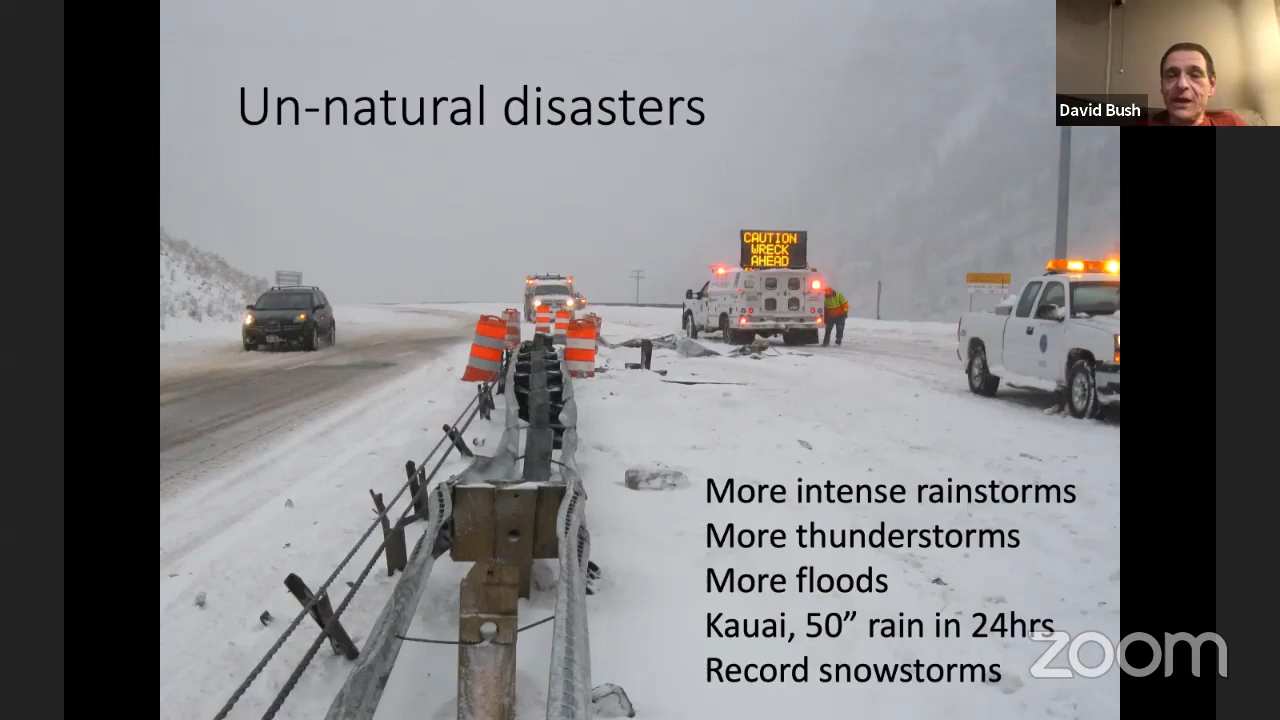 Un-natural disasters
David Bush
CAUTION
WRECK
AHEAD
More intense rainstorms
More thunderstorms
More floods
Kauai, 50” rain in 24hrs
Record snowstorms
zoom